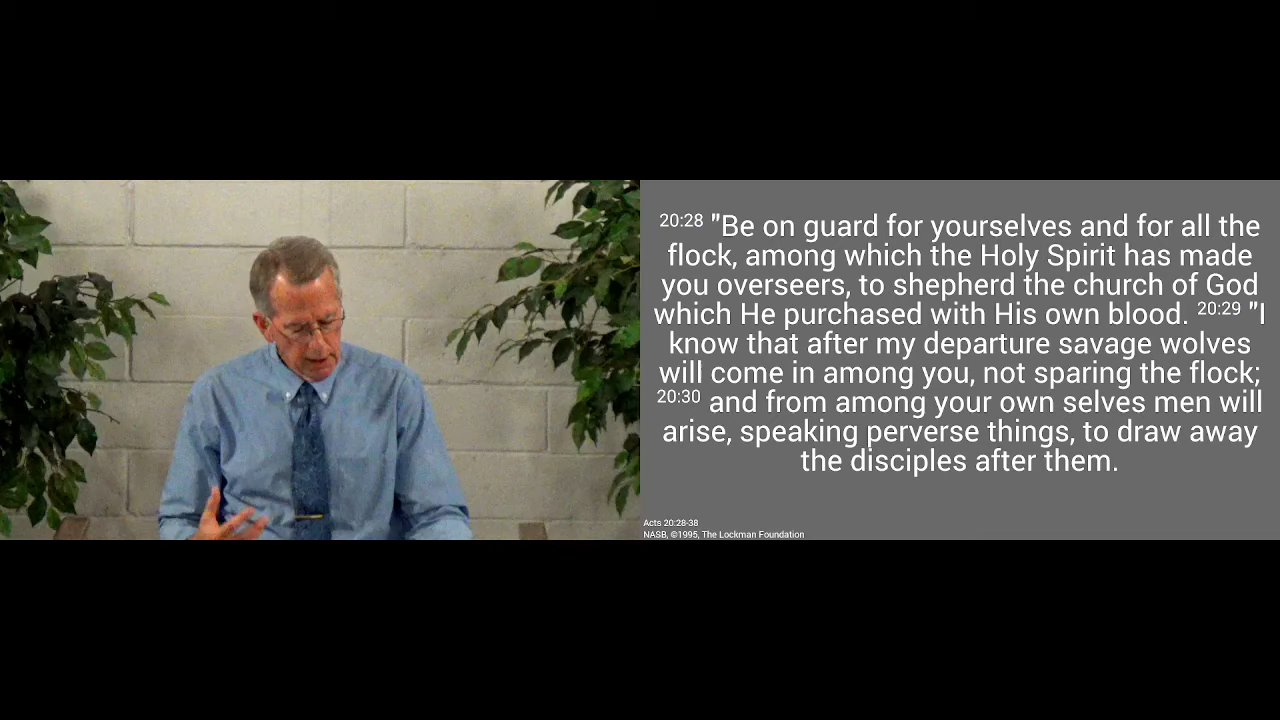 20:28 "Be on guard for yourselves and for all the
flock, among which the Holy Spirit has made
you overseers, to shepherd the church of God
which He purchased with His own blood. 20:29 "I
know that after my departure savage wolves
will come in among you, not sparing the flock;
20:30 and from among your own selves men will
arise, speaking perverse things, to draw away
the disciples after them.
Acts 20:28-38
NASB, ©1995, The Lockman Foundation